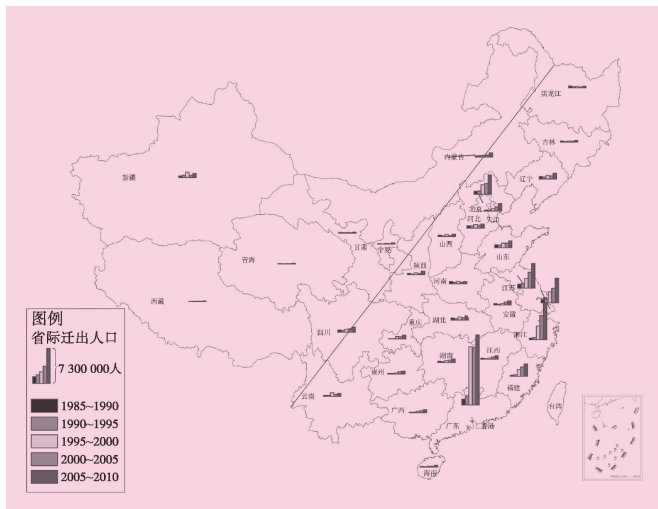 黑龙江
吉林
内蒙省
辽宁
新疆
北京
天津
河北
山西
宁夏
甘肃
青海
山东
陕西
河南
江苏
西藏
安徽
湖北
重庆
四川
浙江
湖南
江西
贵州
福建
云南
台湾
广西
广东
香港
海南
图例
省际迁出人口
7 300 000人
1985~1990
1990~1995
1995~2000
2000~2005
2005~2010